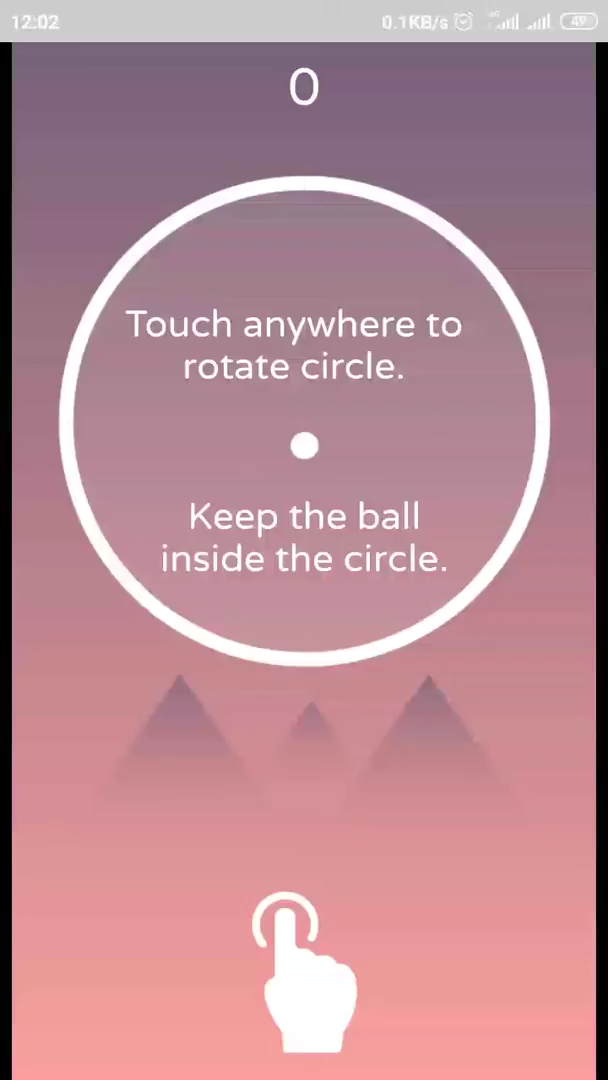 12:02 0.1KB/s 49
0
Touch anywhere to
rotate circle.
Keep the ball
inside the circle.